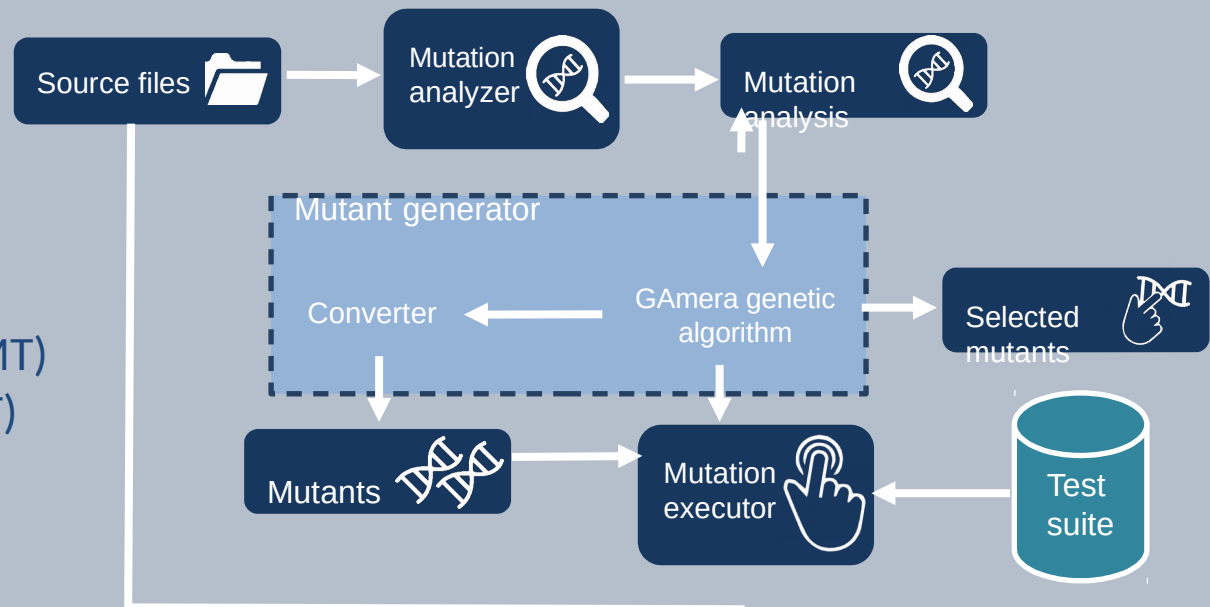 Source files
Mutation
analyzer
Mutation
analysis
Mutant generator
Converter
GAmera genetic
algorithm
Selected
mutants
MT)
T)
Mutants
Mutation
executor
Test
suite